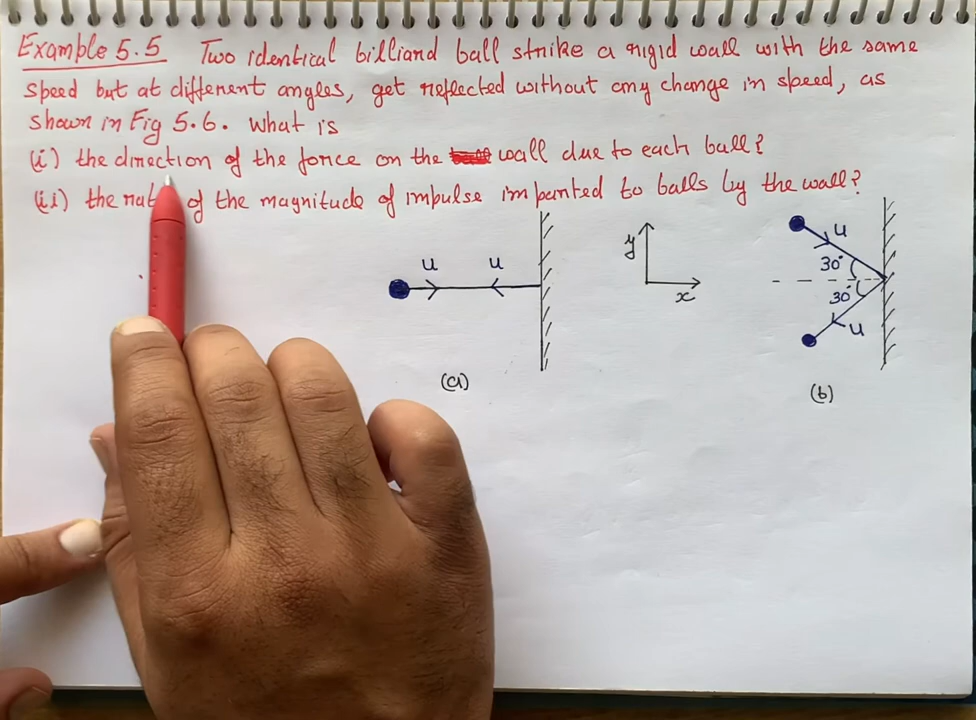 Example 5.5 Two identical billiard ball strike a rigid wall with the same
speed but at different angles, get reflected without any change in speed, as
shown in Fig 5.6. What is
(i) the direction of the force on the wall due to each ball?
(ii) the of the magnitude of impulse imparted to balls by the wall?
u u
y
x
u
30°
30°
u
(a)
(b)